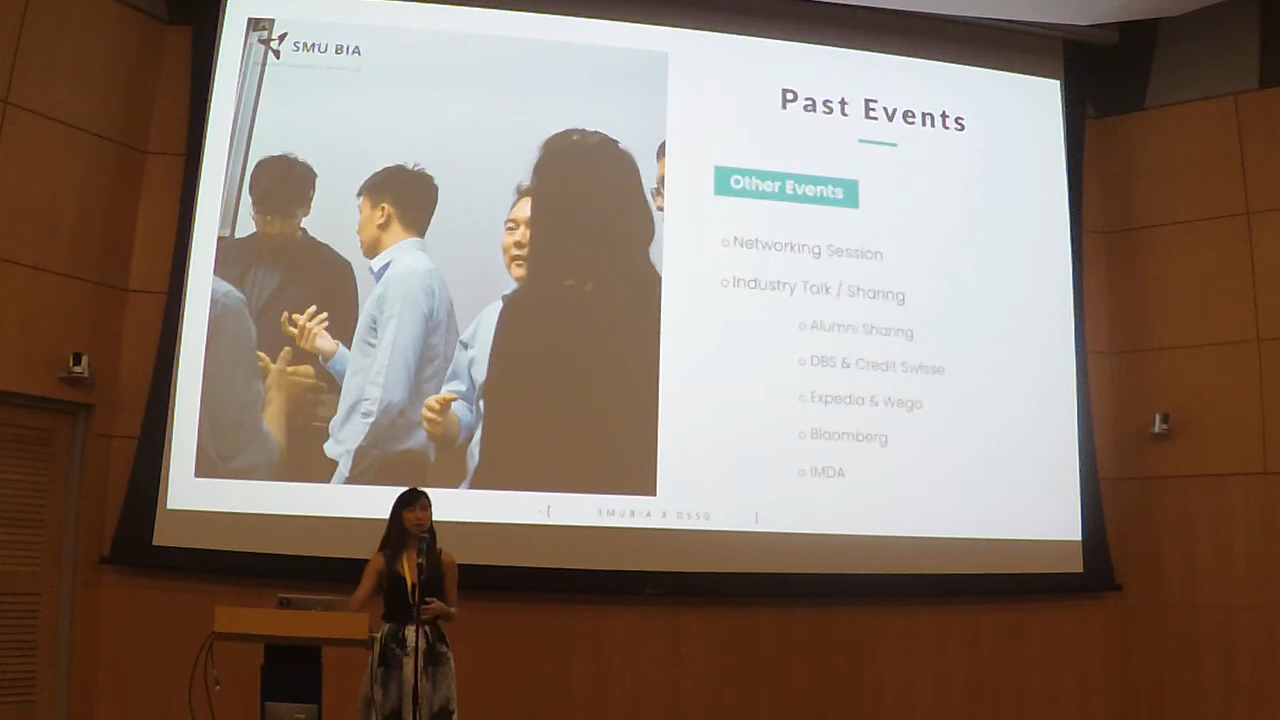 SMU BIA
Past Events
Other Events
Networking Session
Industry Talk / Sharing
Alumni Sharing
DBS & Credit Swisse
Expedia & Wego
Bloomberg
IMDA
SMUBIA X DSSG